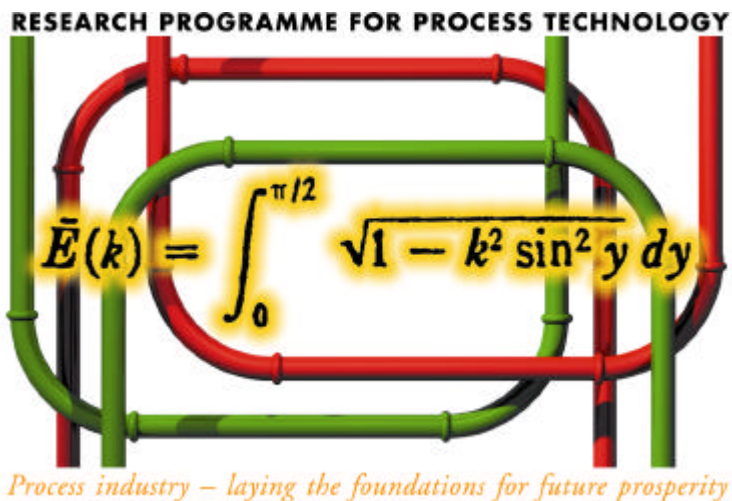 RESEARCH PROGRAMME FOR PROCESS TECHNOLOGY
Ē(k) = ∫₀^π/2 √1 − k² sin² y dy
Process industry – laying the foundations for future prosperity